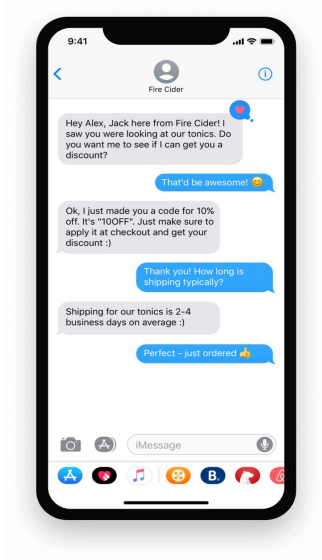 9:41
Fire Cider
Hey Alex, Jack here from Fire Cider! I
saw you were looking at our tonics. Do
you want me to see if I can get you a
discount?
That'd be awesome! 😊
Ok, I just made you a code for 10%
off. It's "10OFF". Just make sure to
apply it at checkout and get your
discount :)
Thank you! How long is
shipping typically?
Shipping for our tonics is 2-4
business days on average :)
Perfect - just ordered 👍
iMessage
B.